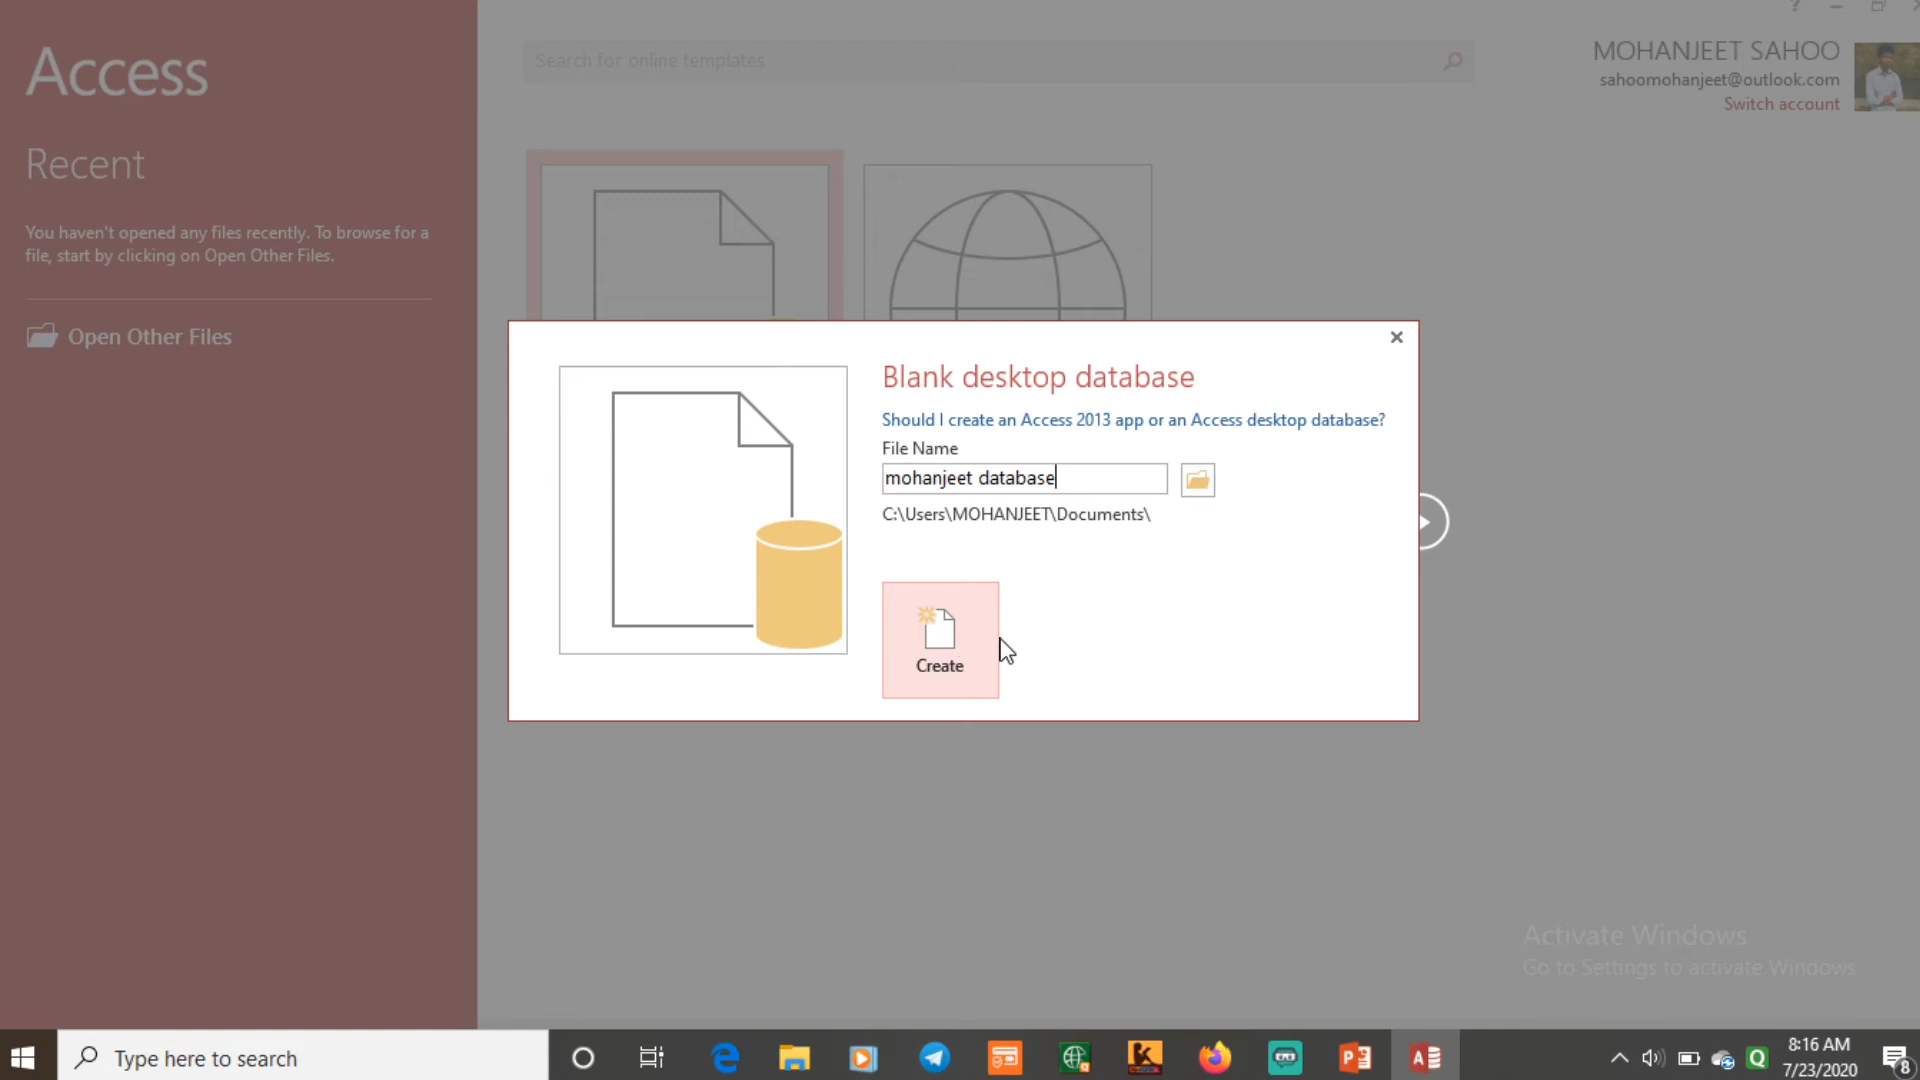 Access
Recent
You haven't opened any files recently. To browse for a
file, start by clicking on Open Other Files.
Open Other Files
Search for online templates
MOHANJEET SAHOO
sahoomohanjeet@outlook.com
Switch account
Blank desktop database
Should I create an Access 2013 app or an Access desktop database?
File Name
mohanjeet database
C:\Users\MOHANJEET\Documents\
Create
Activate Windows
Go to Settings to activate Windows
Type here to search
8:16 AM
7/23/2020
8